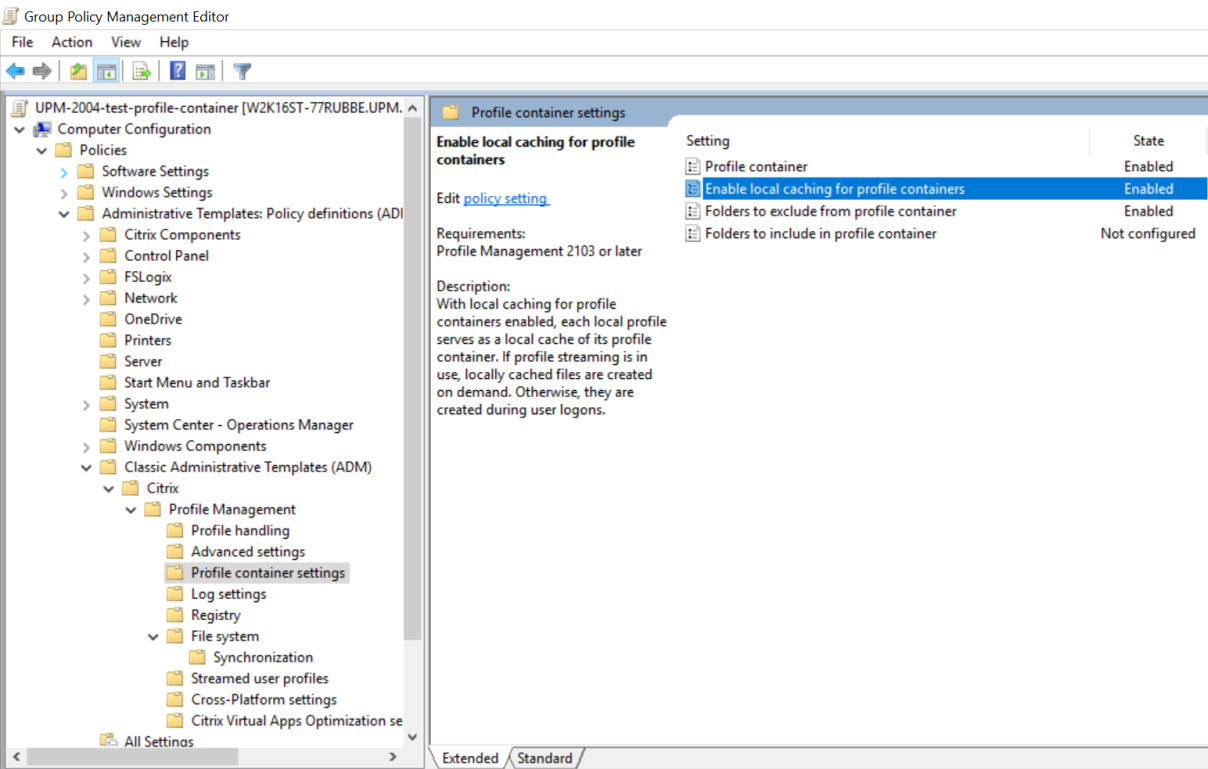 Group Policy Management Editor
File Action View Help
UPM-2004-test-profile-container [W2K16ST-77RUBBE.UPM.
Computer Configuration
Policies
Software Settings
Windows Settings
Administrative Templates: Policy definitions (ADI
Citrix Components
Control Panel
FSLogix
Network
OneDrive
Printers
Server
Start Menu and Taskbar
System
System Center - Operations Manager
Windows Components
Classic Administrative Templates (ADM)
Citrix
Profile Management
Profile handling
Advanced settings
Profile container settings
Log settings
Registry
File system
Synchronization
Streamed user profiles
Cross-Platform settings
Citrix Virtual Apps Optimization se
All Settings
Profile container settings
Enable local caching for profile
containers
Edit policy setting
Requirements:
Profile Management 2103 or later
Description:
With local caching for profile
containers enabled, each local profile
serves as a local cache of its profile
container. If profile streaming is in
use, locally cached files are created
on demand. Otherwise, they are
created during user logons.
Setting State
Profile container Enabled
Enable local caching for profile containers Enabled
Folders to exclude from profile container Enabled
Folders to include in profile container Not configured
Extended Standard